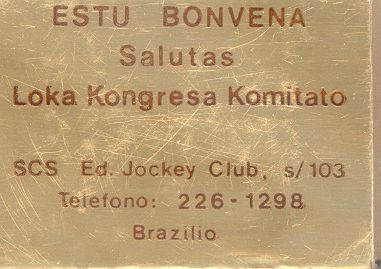 ESTU BONVENA
Salutas
Loka Kongresa Komitato
SCS Ed. Jockey Club, s/103
Telefono: 226-1298
Brazilio